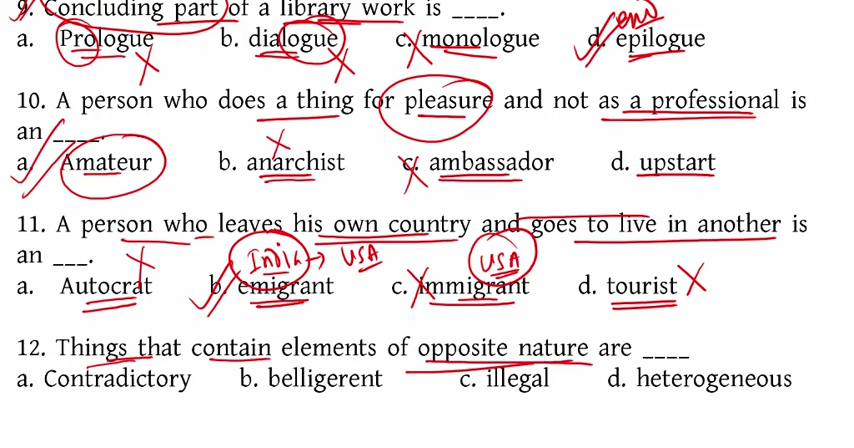 9. Concluding part of a library work is ____.
end
a. Prologue b. dialogue c. monologue d. epilogue
10. A person who does a thing for pleasure and not as a professional is
an ____.
a. Amateur b. anarchist c. ambassador d. upstart
11. A person who leaves his own country and goes to live in another is
an ___.
India → USA USA
a. Autocrat b. emigrant c. immigrant d. tourist
12. Things that contain elements of opposite nature are ____
a. Contradictory b. belligerent c. illegal d. heterogeneous